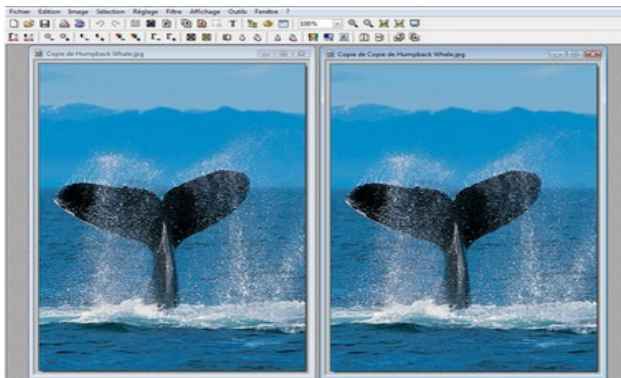 Fichier Edition Image Sélection Réglage Filtre Affichage Outils Fenêtre ?
T 100%
Copie de Humpback Whale.jpg
Copie de Copie de Humpback Whale.jpg